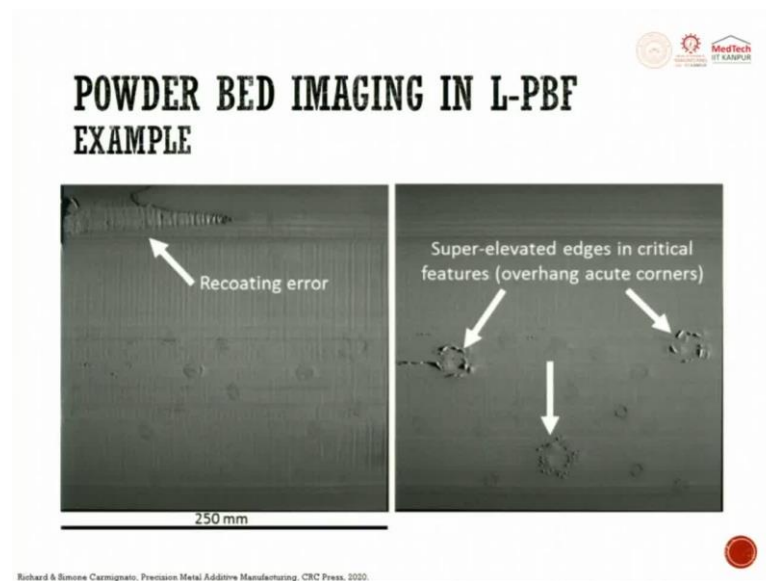 MedTech
IIT KANPUR
POWDER BED IMAGING IN L-PBF
EXAMPLE
Recoating error
Super-elevated edges in critical
features (overhang acute corners)
250 mm
Richard & Simone Carmignato, Precision Metal Additive Manufacturing, CRC Press, 2020.